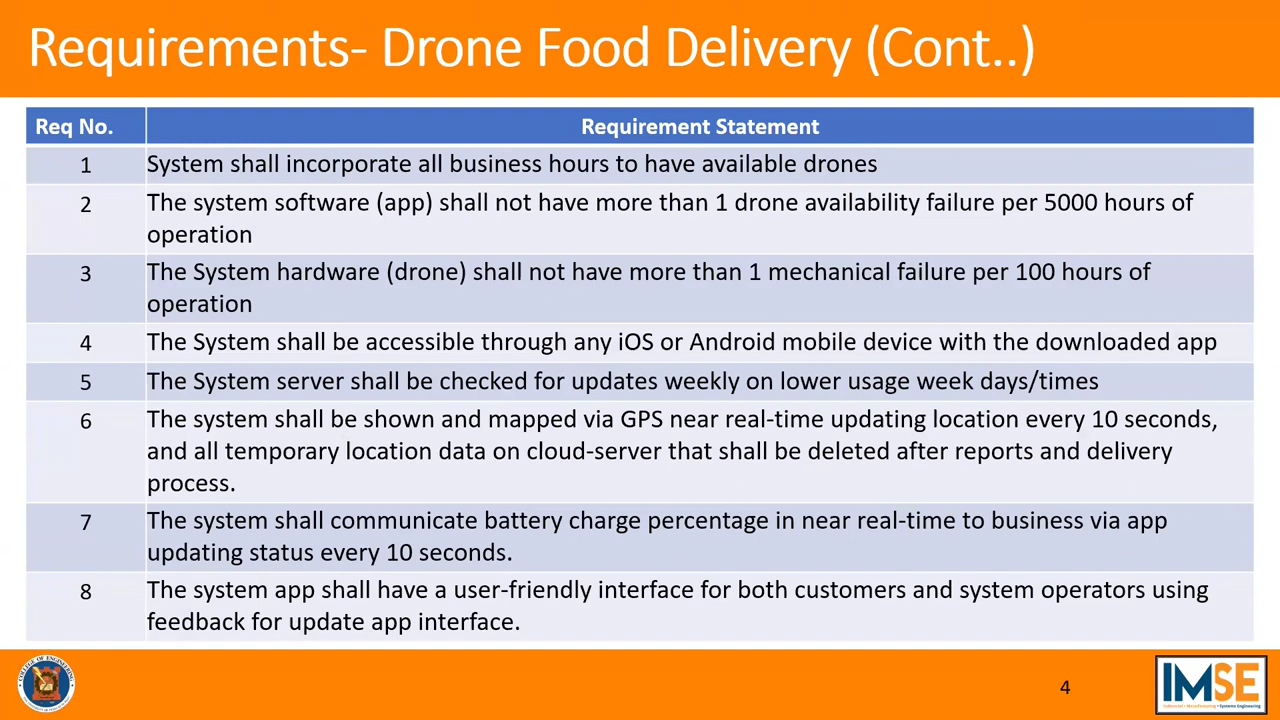 Requirements- Drone Food Delivery (Cont..)
Req No.
Requirement Statement
1
System shall incorporate all business hours to have available drones
2
The system software (app) shall not have more than 1 drone availability failure per 5000 hours of
operation
3
The System hardware (drone) shall not have more than 1 mechanical failure per 100 hours of
operation
4
The System shall be accessible through any iOS or Android mobile device with the downloaded app
5
The System server shall be checked for updates weekly on lower usage week days/times
6
The system shall be shown and mapped via GPS near real-time updating location every 10 seconds,
and all temporary location data on cloud-server that shall be deleted after reports and delivery
process.
7
The system shall communicate battery charge percentage in near real-time to business via app
updating status every 10 seconds.
8
The system app shall have a user-friendly interface for both customers and system operators using
feedback for update app interface.
COLLEGE OF ENGINEERING
4
IMSE
Industrial • Manufacturing • Systems Engineering